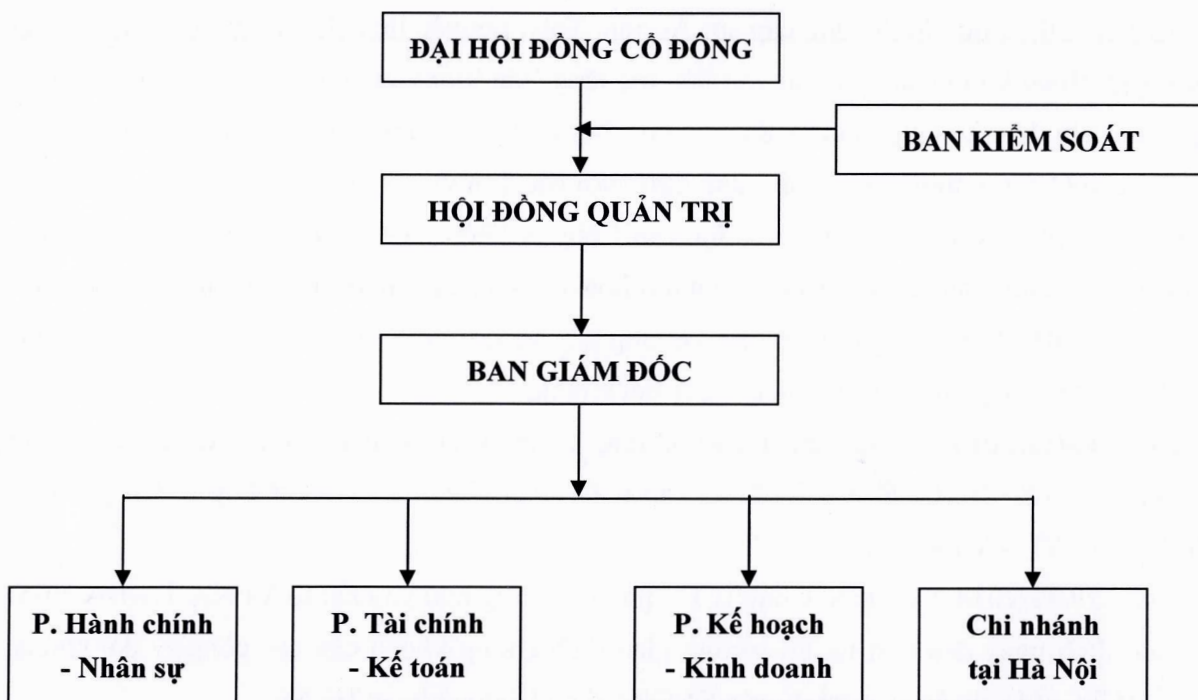 ĐẠI HỘI ĐỒNG CỔ ĐÔNG
BAN KIỂM SOÁT
HỘI ĐỒNG QUẢN TRỊ
BAN GIÁM ĐỐC
P. Hành chính
- Nhân sự
P. Tài chính
- Kế toán
P. Kế hoạch
- Kinh doanh
Chi nhánh
tại Hà Nội